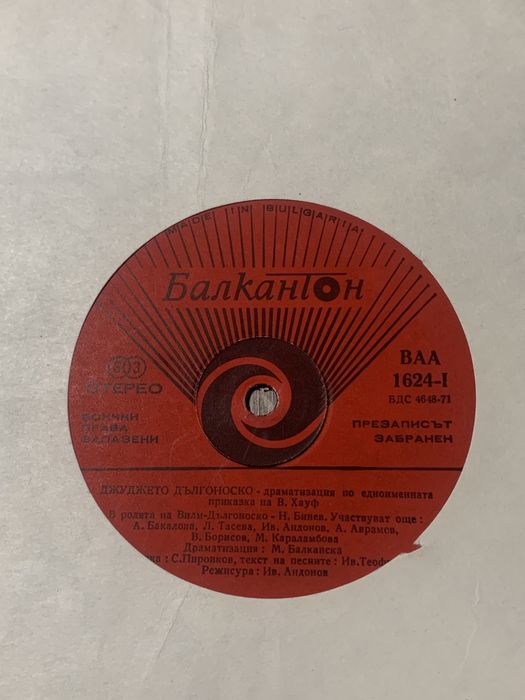 MADE IN BULGARIA
Балкантон
ВАА
1624-I
БДС 4648-71
СТЕРЕО
ВСИЧКИ
ПРАВА
ЗАПАЗЕНИ
ПРЕЗАПИСЪТ
ЗАБРАНЕН
ДЖУДЖЕТО ДЪЛГОНОСКО - драматизация по едноименната
приказка на В. Хауф
В ролята на Вили-Дългоноско - Н. Бинев. Участвуват още :
А. Бакалова, Л. Тасева, Ив. Андонов, А. Аврамов,
В. Борисов, М. Караламбова
Драматизация : М. Балканска
: С. Пиронков, текст на песните : Ив.
Режисура : Ив. Андонов